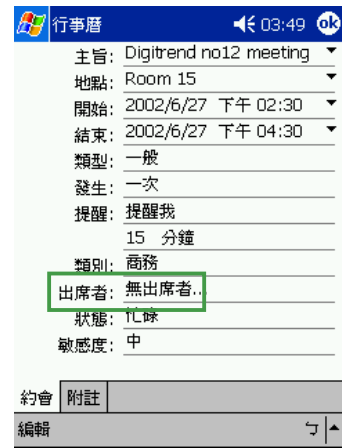 行事曆 03:49 ok
主旨: Digitrend no12 meeting
地點: Room 15
開始: 2002/6/27 下午 02:30
結束: 2002/6/27 下午 04:30
類型: 一般
發生: 一次
提醒: 提醒我
15 分鐘
類別: 商務
出席者: 無出席者...
狀態: 忙碌
敏感度: 中
約會 附註
編輯 ㄅ